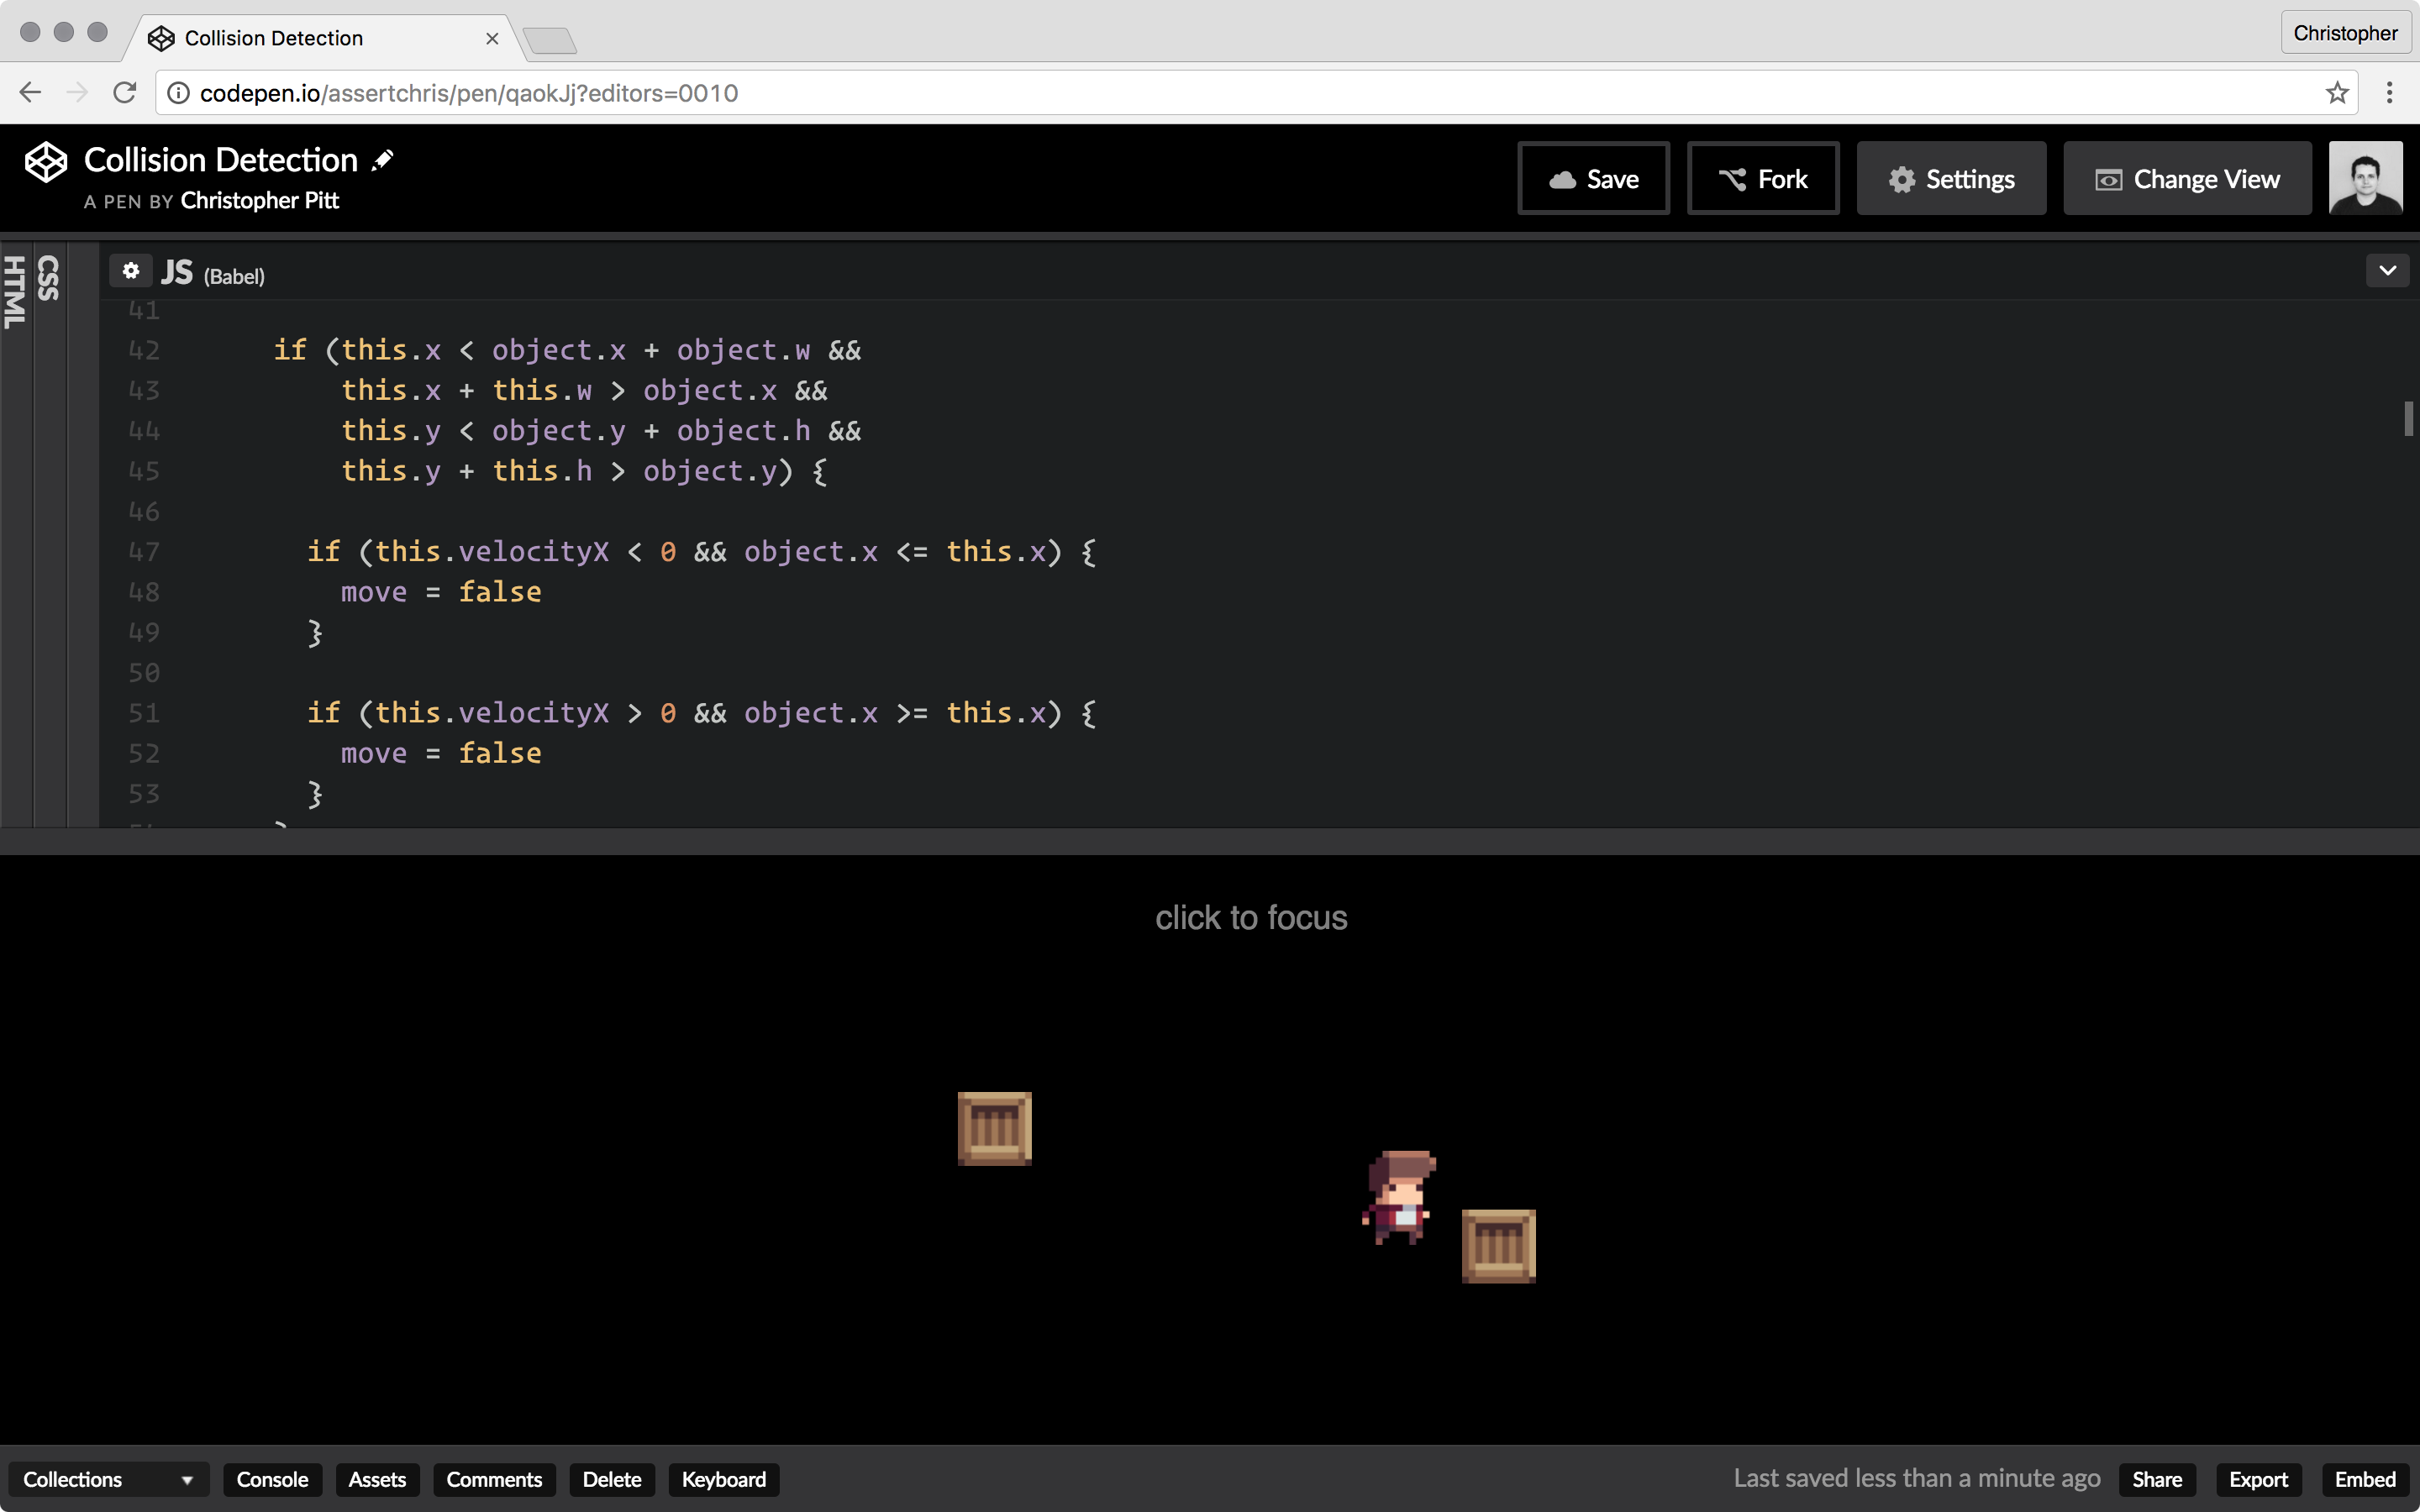 Collision Detection
Christopher
codepen.io/assertchris/pen/qaokJj?editors=0010
Collision Detection
A PEN BY Christopher Pitt
Save
Fork
Settings
Change View
HTML
CSS
JS (Babel)
41
42 if (this.x < object.x + object.w &&
43 this.x + this.w > object.x &&
44 this.y < object.y + object.h &&
45 this.y + this.h > object.y) {
46
47 if (this.velocityX < 0 && object.x <= this.x) {
48 move = false
49 }
50
51 if (this.velocityX > 0 && object.x >= this.x) {
52 move = false
53 }
click to focus
Collections
Console
Assets
Comments
Delete
Keyboard
Last saved less than a minute ago
Share
Export
Embed